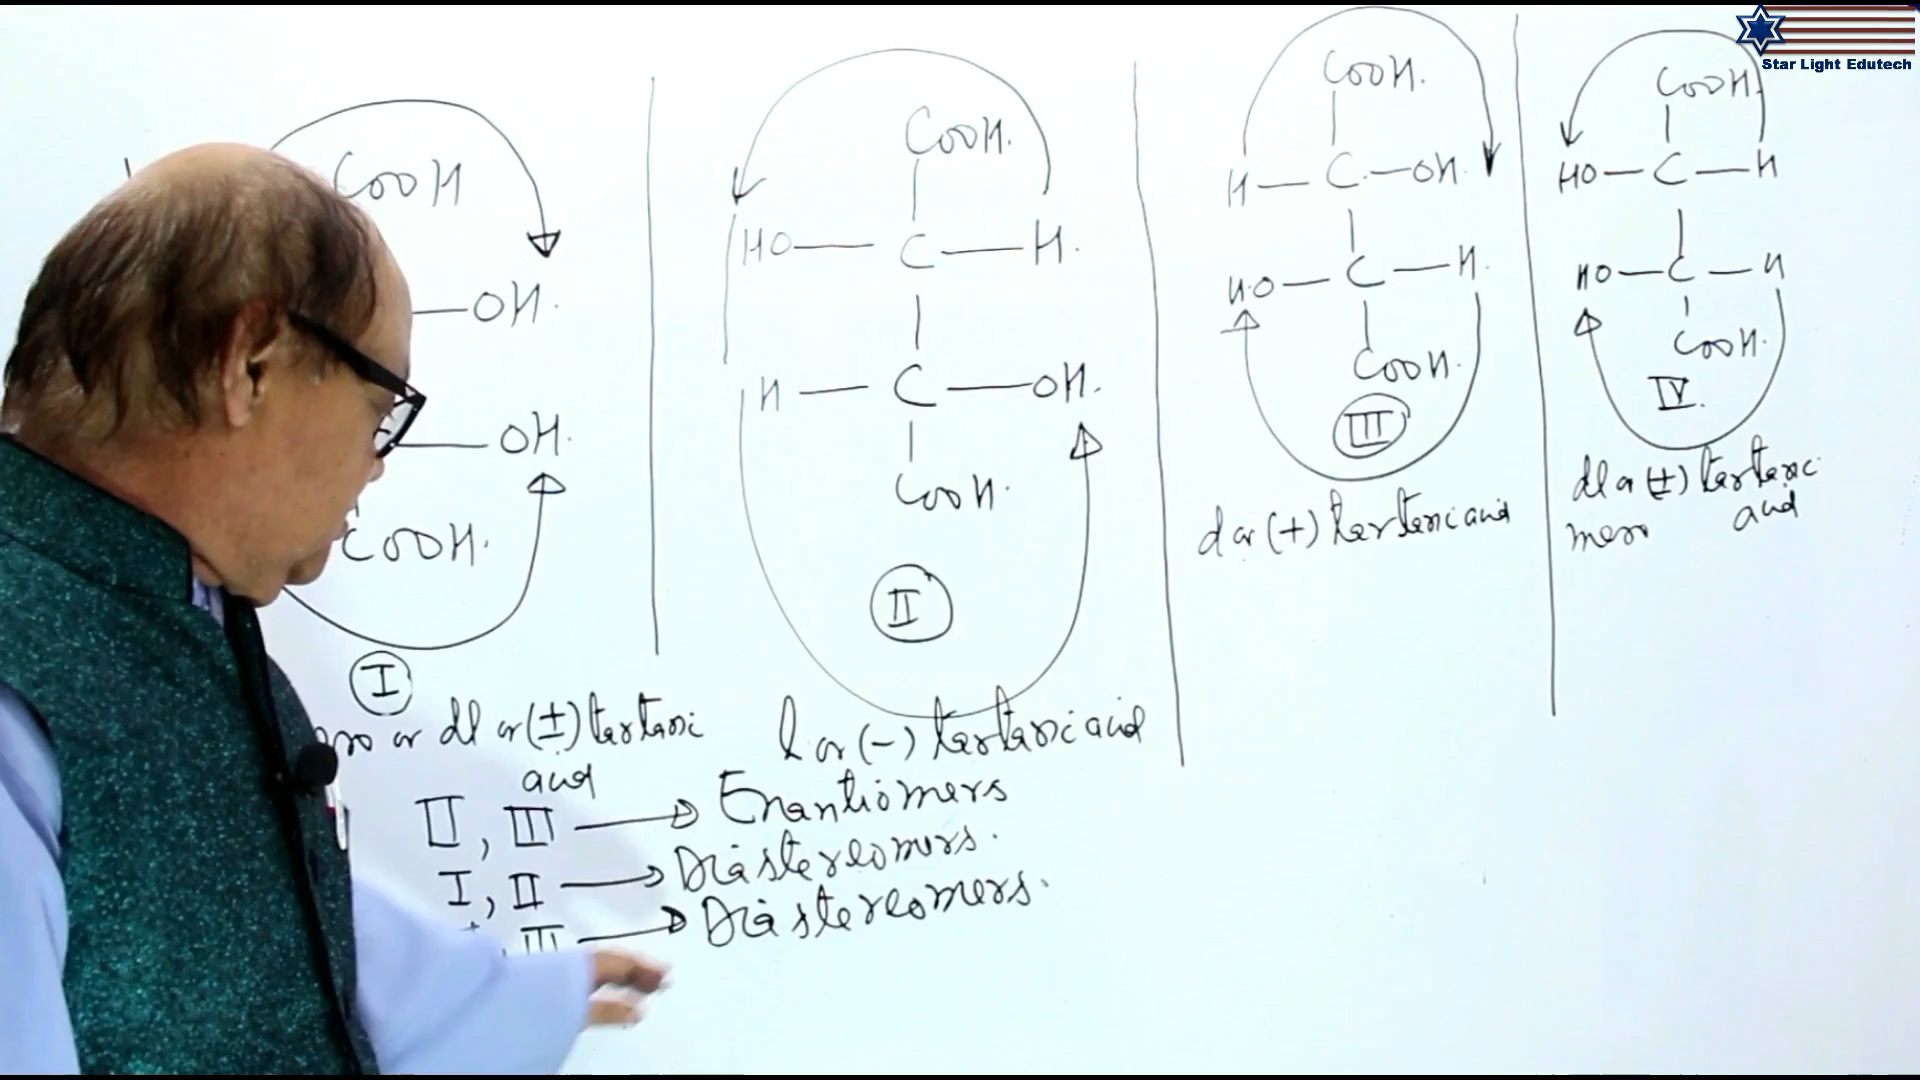 Star Light Edutech
COOH
OH.
OH.
COOH.
I
or dl or (±) tartaric
acid
COOH.
HO—C—H.
H—C—OH.
COOH.
II
l or (-) tartaric acid
COOH.
H—C—OH.
HO—C—H.
COOH.
III
d or (+) tartaric acid
COOH.
HO—C—H
HO—C—H
COOH.
IV.
dl or (±) tartaric
meso acid
II, III → Enantiomers
I, II → Diastereomers.
III → Diastereomers.